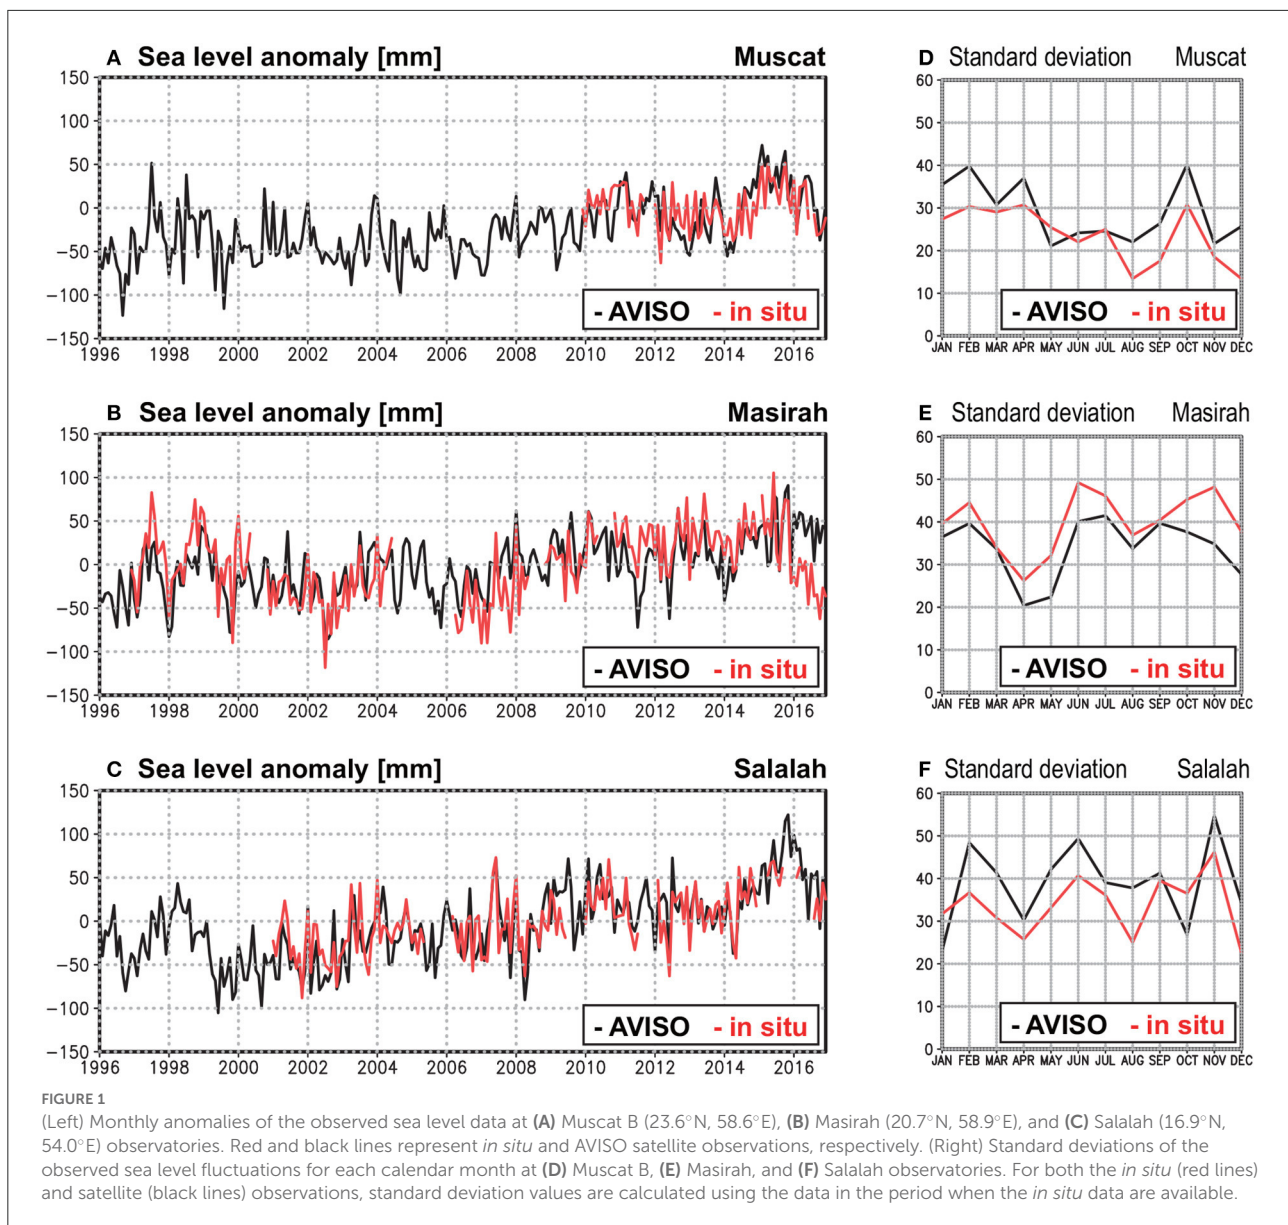 A Sea level anomaly [mm] Muscat
150
100
50
0
−50
−100
−150
1996 1998 2000 2002 2004 2006 2008 2010 2012 2014 2016
- AVISO - in situ
D Standard deviation Muscat
60
50
40
30
20
10
0
JAN FEB MAR APR MAY JUN JUL AUG SEP OCT NOV DEC
- AVISO - in situ
B Sea level anomaly [mm] Masirah
150
100
50
0
−50
−100
−150
1996 1998 2000 2002 2004 2006 2008 2010 2012 2014 2016
- AVISO - in situ
E Standard deviation Masirah
60
50
40
30
20
10
0
JAN FEB MAR APR MAY JUN JUL AUG SEP OCT NOV DEC
- AVISO - in situ
C Sea level anomaly [mm] Salalah
150
100
50
0
−50
−100
−150
1996 1998 2000 2002 2004 2006 2008 2010 2012 2014 2016
- AVISO - in situ
F Standard deviation Salalah
60
50
40
30
20
10
0
JAN FEB MAR APR MAY JUN JUL AUG SEP OCT NOV DEC
- AVISO - in situ
FIGURE 1
(Left) Monthly anomalies of the observed sea level data at (A) Muscat B (23.6°N, 58.6°E), (B) Masirah (20.7°N, 58.9°E), and (C) Salalah (16.9°N,
54.0°E) observatories. Red and black lines represent in situ and AVISO satellite observations, respectively. (Right) Standard deviations of the
observed sea level fluctuations for each calendar month at (D) Muscat B, (E) Masirah, and (F) Salalah observatories. For both the in situ (red lines)
and satellite (black lines) observations, standard deviation values are calculated using the data in the period when the in situ data are available.